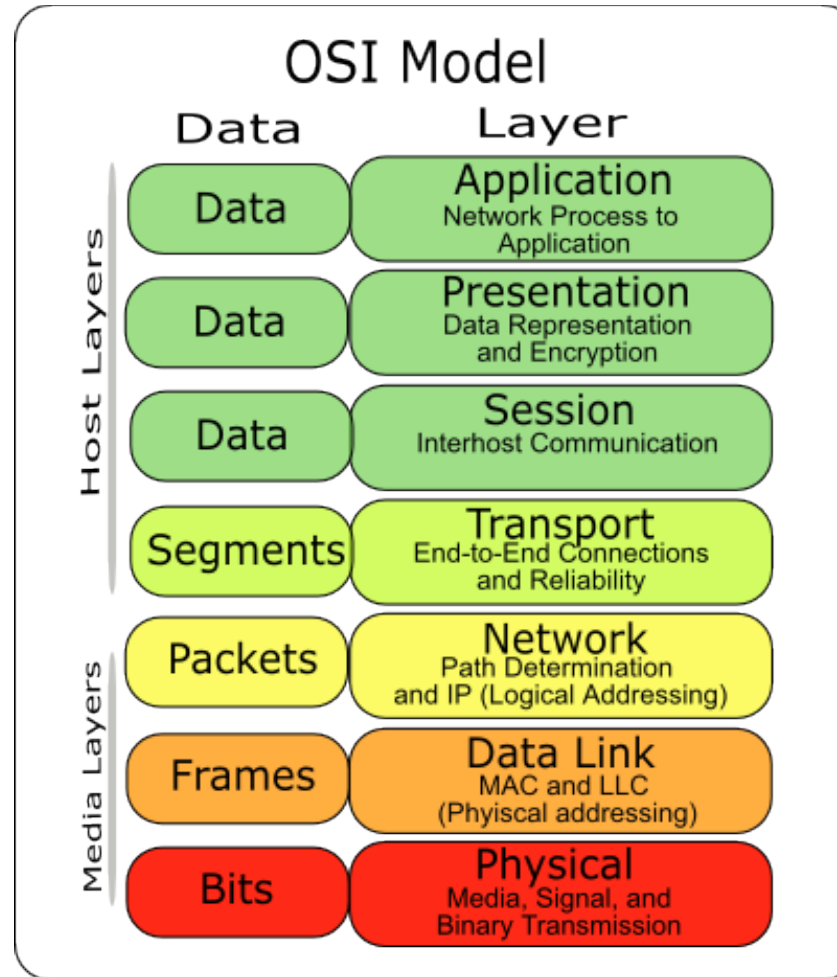 OSI Model
Data Layer
Host Layers
Data
Application
Network Process to
Application
Data
Presentation
Data Representation
and Encryption
Data
Session
Interhost Communication
Segments
Transport
End-to-End Connections
and Reliability
Media Layers
Packets
Network
Path Determination
and IP (Logical Addressing)
Frames
Data Link
MAC and LLC
(Phyiscal addressing)
Bits
Physical
Media, Signal, and
Binary Transmission